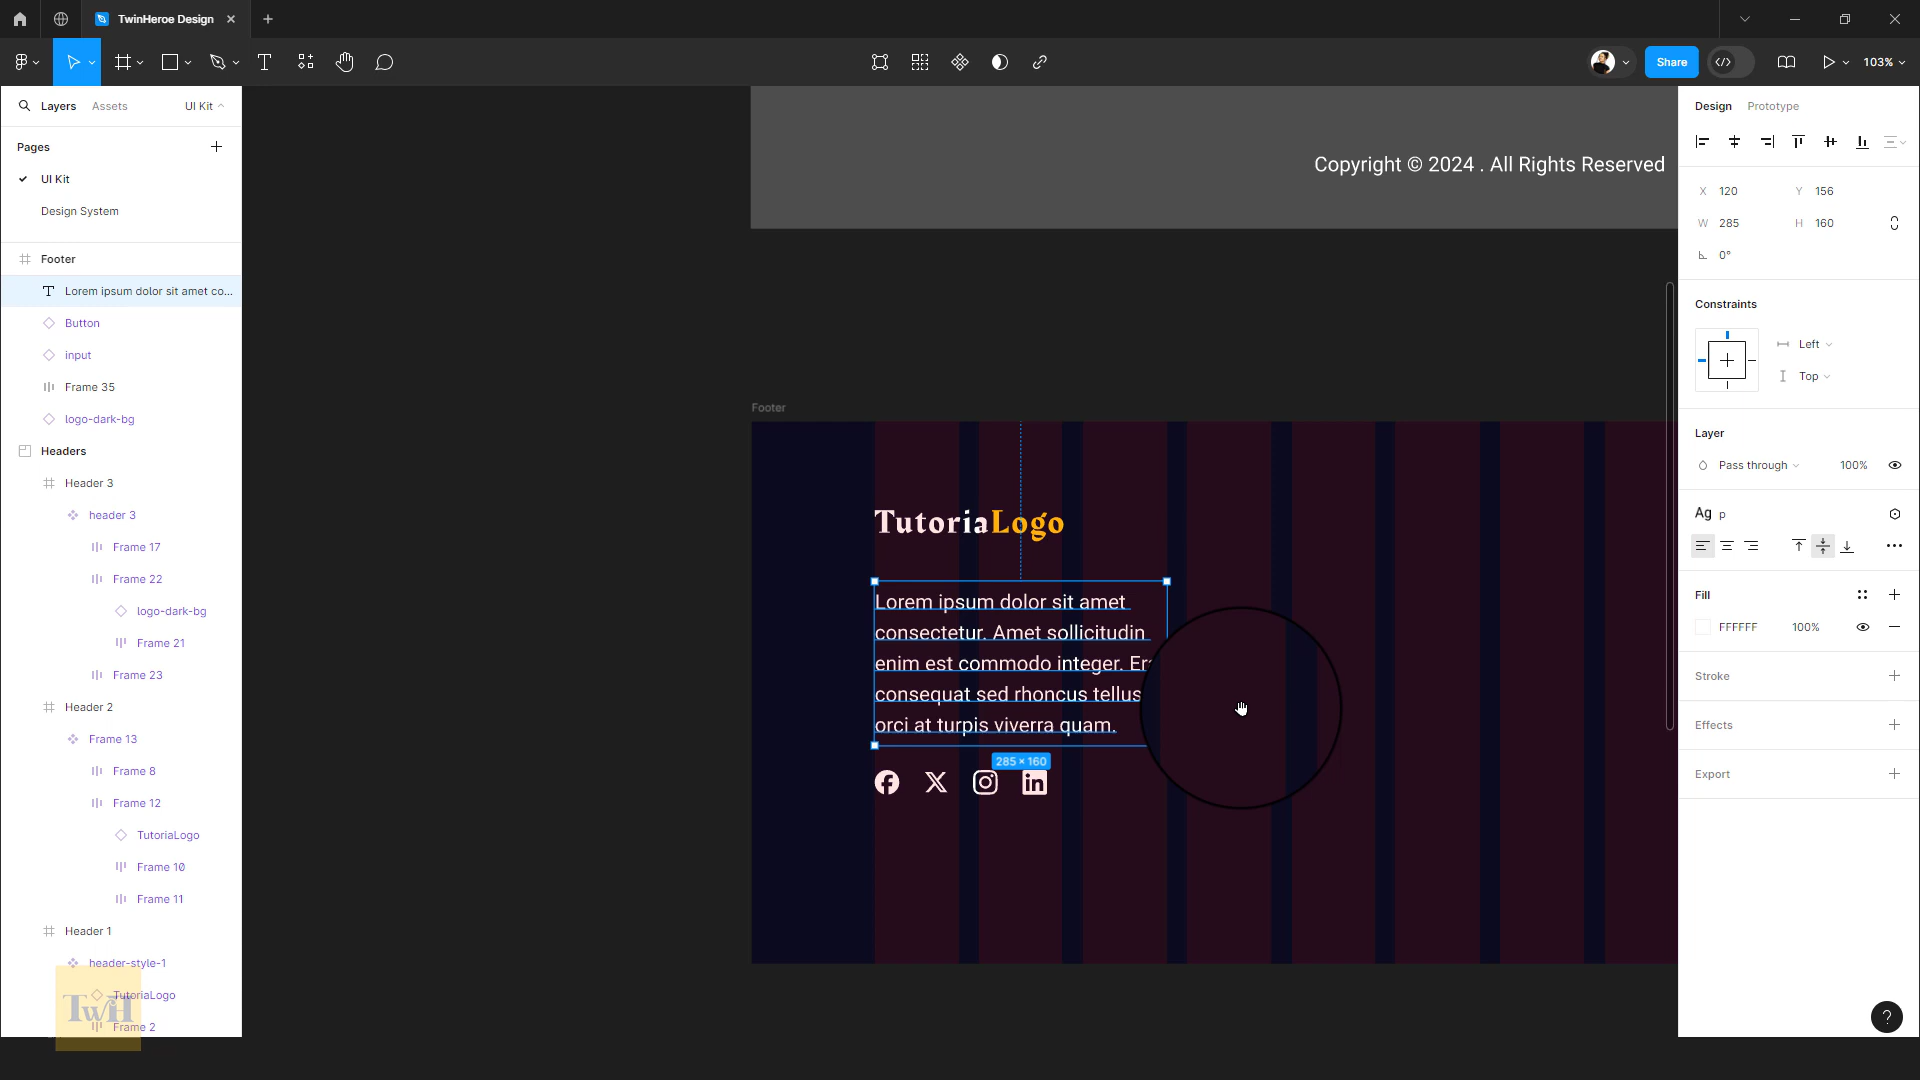 TwinHeroe Design
Share
103%
Layers
Assets
UI Kit
Pages
UI Kit
Design System
Footer
Lorem ipsum dolor sit amet co...
Button
input
Frame 35
logo-dark-bg
Headers
Header 3
header 3
Frame 17
Frame 22
logo-dark-bg
Frame 21
Frame 23
Header 2
Frame 13
Frame 8
Frame 12
TutoriaLogo
Frame 10
Frame 11
Header 1
header-style-1
TutoriaLogo
Frame 2
TwH
Copyright © 2024 . All Rights Reserved
Footer
TutoriaLogo
Lorem ipsum dolor sit amet
consectetur. Amet sollicitudin
enim est commodo integer.
consequat sed rhoncus tellus
orci at turpis viverra quam.
285 × 160
Design
Prototype
X 120
Y 156
W 285
H 160
0°
Constraints
Left
Top
Layer
Pass through
100%
Ag p
Fill
FFFFFF
100%
Stroke
Effects
Export
?